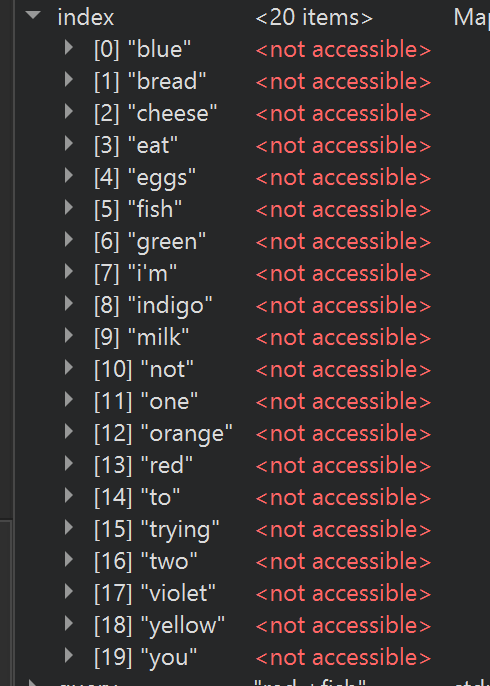 index <20 items> Map
[0] "blue" <not accessible>
[1] "bread" <not accessible>
[2] "cheese" <not accessible>
[3] "eat" <not accessible>
[4] "eggs" <not accessible>
[5] "fish" <not accessible>
[6] "green" <not accessible>
[7] "i'm" <not accessible>
[8] "indigo" <not accessible>
[9] "milk" <not accessible>
[10] "not" <not accessible>
[11] "one" <not accessible>
[12] "orange" <not accessible>
[13] "red" <not accessible>
[14] "to" <not accessible>
[15] "trying" <not accessible>
[16] "two" <not accessible>
[17] "violet" <not accessible>
[18] "yellow" <not accessible>
[19] "you" <not accessible>